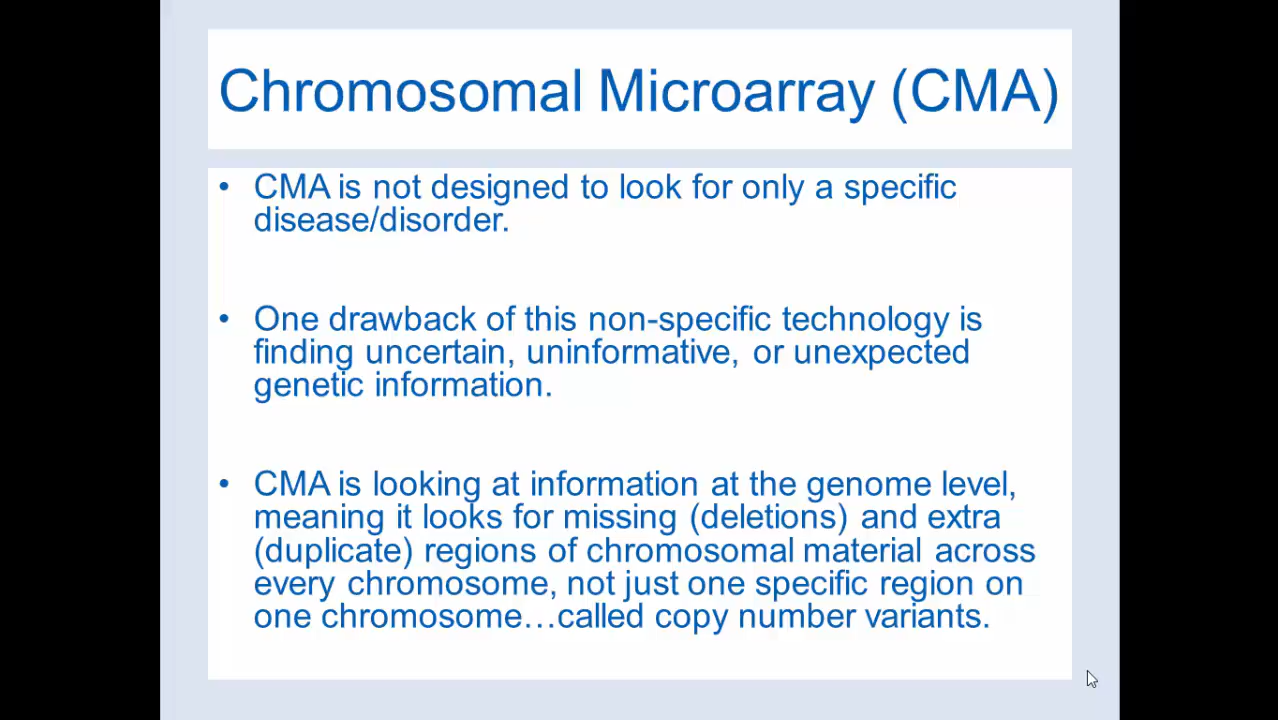 Chromosomal Microarray (CMA)
• CMA is not designed to look for only a specific
disease/disorder.
• One drawback of this non-specific technology is
finding uncertain, uninformative, or unexpected
genetic information.
• CMA is looking at information at the genome level,
meaning it looks for missing (deletions) and extra
(duplicate) regions of chromosomal material across
every chromosome, not just one specific region on
one chromosome…called copy number variants.